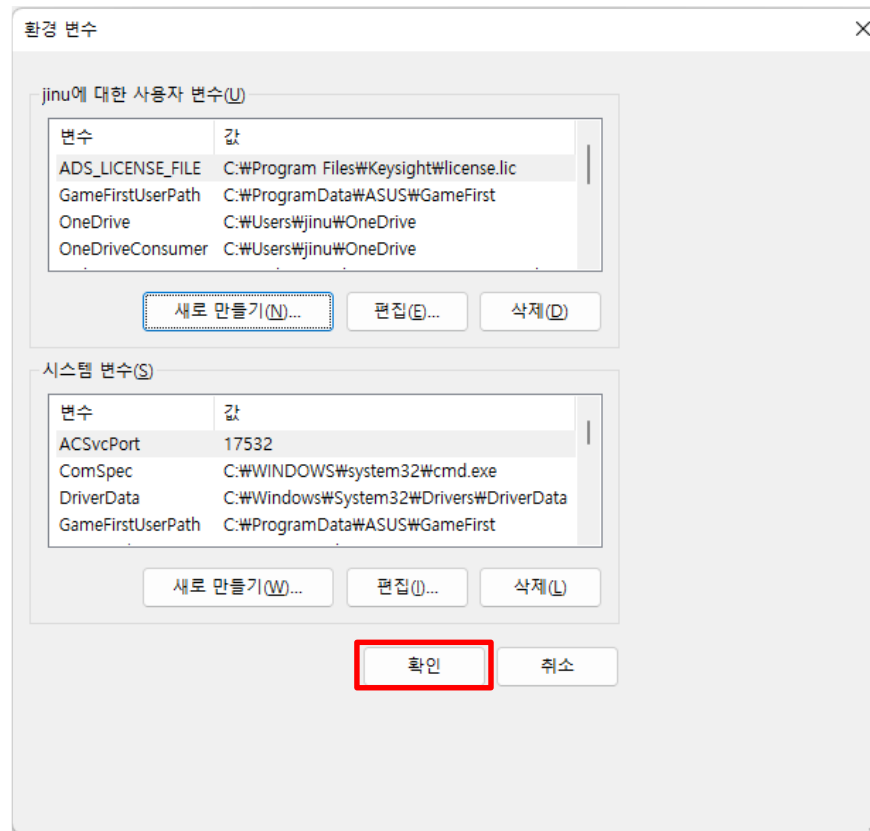 환경 변수
jinu에 대한 사용자 변수(U)
변수 값
ADS_LICENSE_FILE C:₩Program Files₩Keysight₩license.lic
GameFirstUserPath C:₩ProgramData₩ASUS₩GameFirst
OneDrive C:₩Users₩jinu₩OneDrive
OneDriveConsumer C:₩Users₩jinu₩OneDrive
새로 만들기(N)... 편집(E)... 삭제(D)
시스템 변수(S)
변수 값
ACSvcPort 17532
ComSpec C:₩WINDOWS₩system32₩cmd.exe
DriverData C:₩Windows₩System32₩Drivers₩DriverData
GameFirstUserPath C:₩ProgramData₩ASUS₩GameFirst
새로 만들기(W)... 편집(I)... 삭제(L)
확인 취소